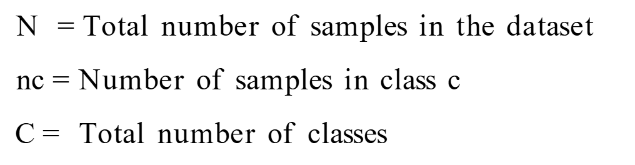 N = Total number of samples in the dataset
nc = Number of samples in class c
C = Total number of classes